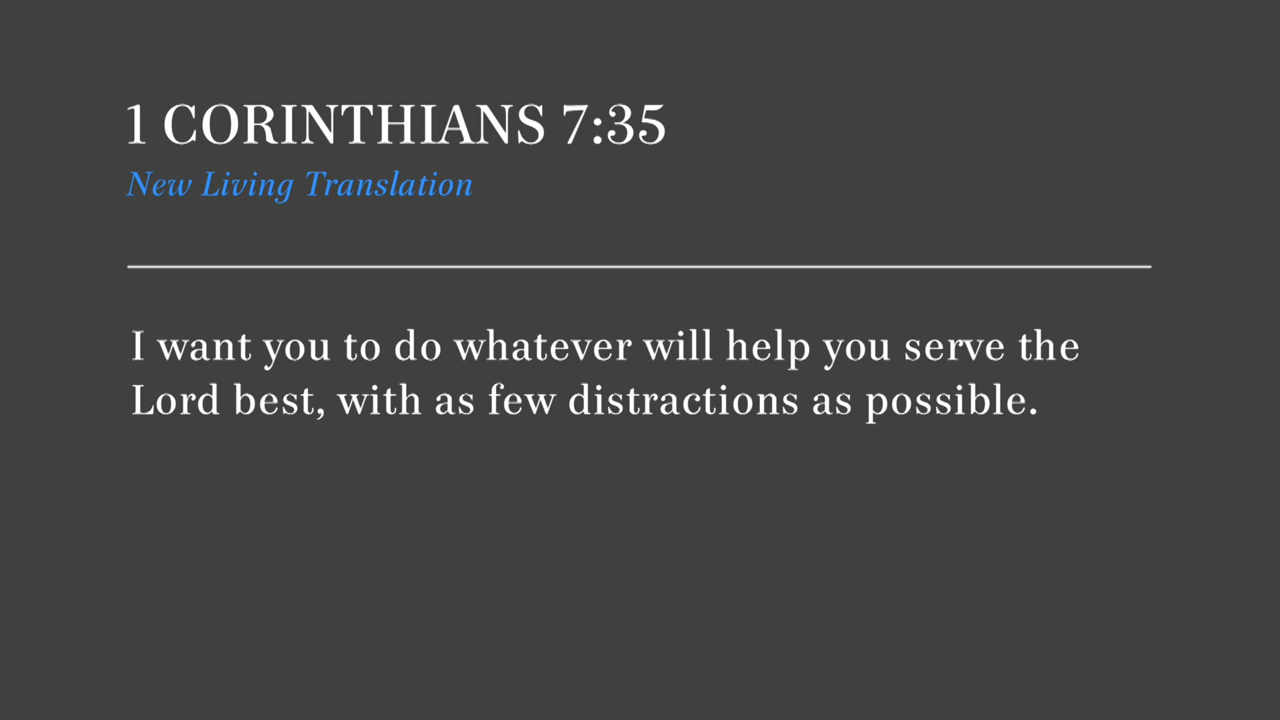 1 CORINTHIANS 7:35
New Living Translation
I want you to do whatever will help you serve the
Lord best, with as few distractions as possible.